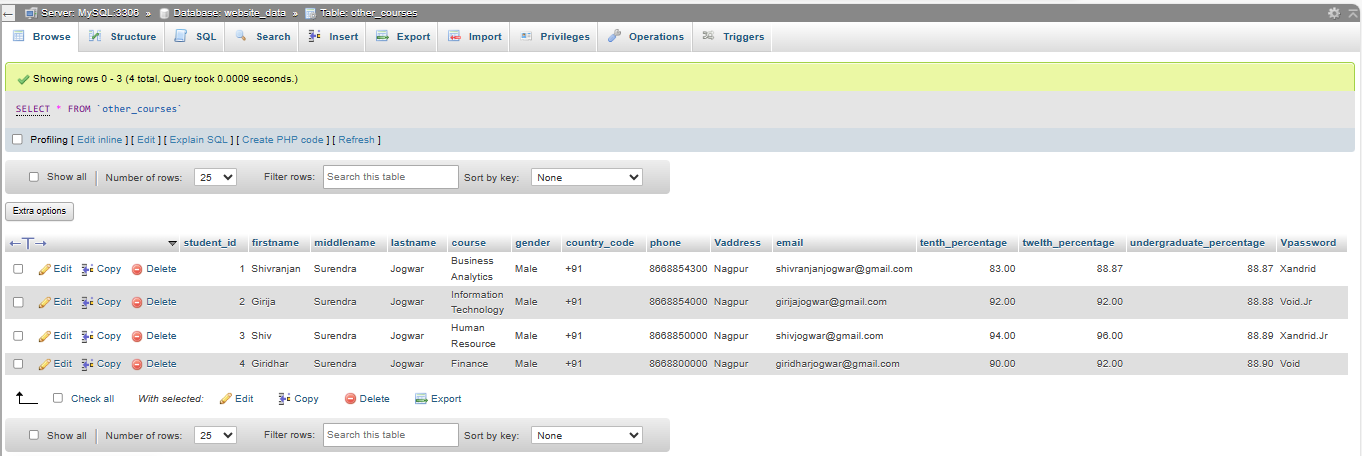 Server: MySQL:3306 » Database: website_data » Table: other_courses
Browse Structure SQL Search Insert Export Import Privileges Operations Triggers
Showing rows 0 - 3 (4 total, Query took 0.0009 seconds.)
SELECT * FROM `other_courses`
Profiling [ Edit inline ] [ Edit ] [ Explain SQL ] [ Create PHP code ] [ Refresh ]
Show all | Number of rows: 25 Filter rows: Search this table Sort by key: None
Extra options
←T→ student_id firstname middlename lastname course gender country_code phone Vaddress email tenth_percentage twelth_percentage undergraduate_percentage Vpassword
Edit Copy Delete 1 Shivranjan Surendra Jogwar Business Analytics Male +91 8668854300 Nagpur shivranjanjogwar@gmail.com 83.00 88.87 88.87 Xandrid
Edit Copy Delete 2 Girija Surendra Jogwar Information Technology Male +91 8668854000 Nagpur girijajogwar@gmail.com 92.00 92.00 88.88 Void.Jr
Edit Copy Delete 3 Shiv Surendra Jogwar Human Resource Male +91 8668850000 Nagpur shivjogwar@gmail.com 94.00 96.00 88.89 Xandrid.Jr
Edit Copy Delete 4 Giridhar Surendra Jogwar Finance Male +91 8668800000 Nagpur giridharjogwar@gmail.com 90.00 92.00 88.90 Void
Check all With selected: Edit Copy Delete Export
Show all | Number of rows: 25 Filter rows: Search this table Sort by key: None